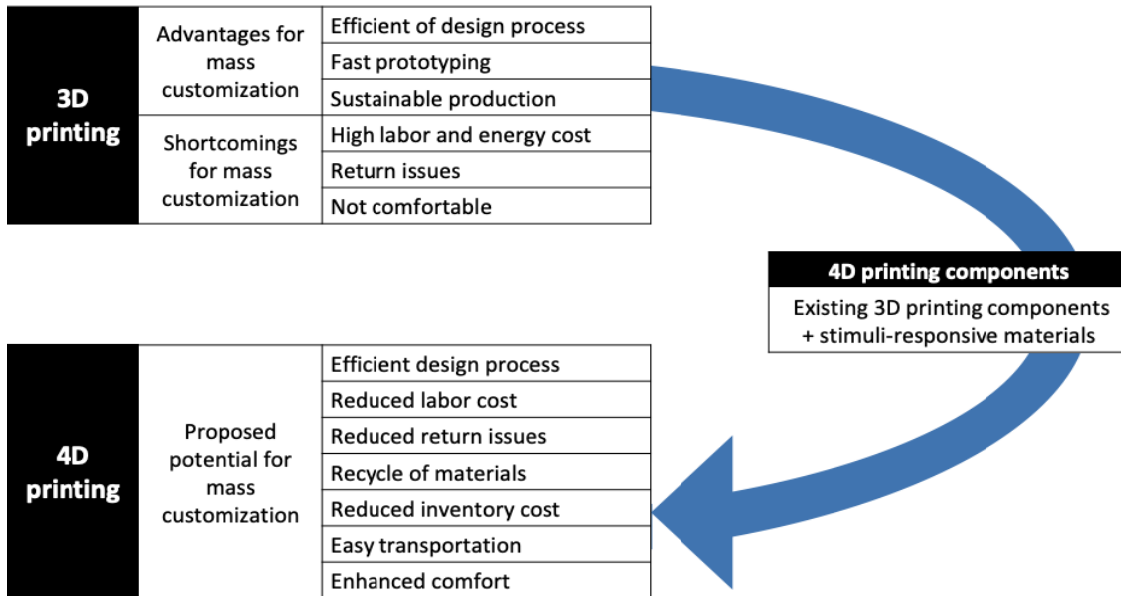 3D
printing
Advantages for
mass
customization
Efficient of design process
Fast prototyping
Sustainable production
Shortcomings
for mass
customization
High labor and energy cost
Return issues
Not comfortable
4D printing components
Existing 3D printing components
+ stimuli-responsive materials
4D
printing
Proposed
potential for
mass
customization
Efficient design process
Reduced labor cost
Reduced return issues
Recycle of materials
Reduced inventory cost
Easy transportation
Enhanced comfort